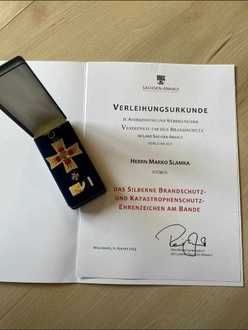 SACHSEN-ANHALT
VERLEIHUNGSURKUNDE
IN ANERKENNUNG UND WÜRDIGUNG DER
VERDIENSTE UM DEN BRANDSCHUTZ
IM LAND SACHSEN-ANHALT
VERLEIHE ICH
HERRN MARKO SLAMKA
DAS SILBERNE BRANDSCHUTZ-
UND KATASTROPHENSCHUTZ-
EHRENZEICHEN AM BANDE